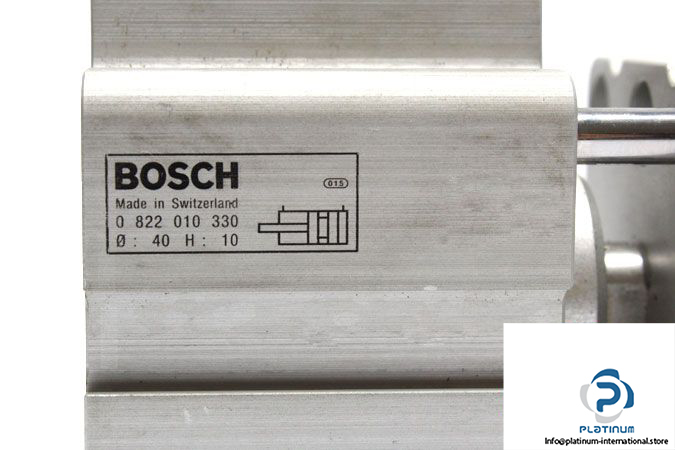 BOSCH
015
Made in Switzerland
0 822 010 330
Ø : 40 H : 10
PLATINUM
Info@platinum-international.store